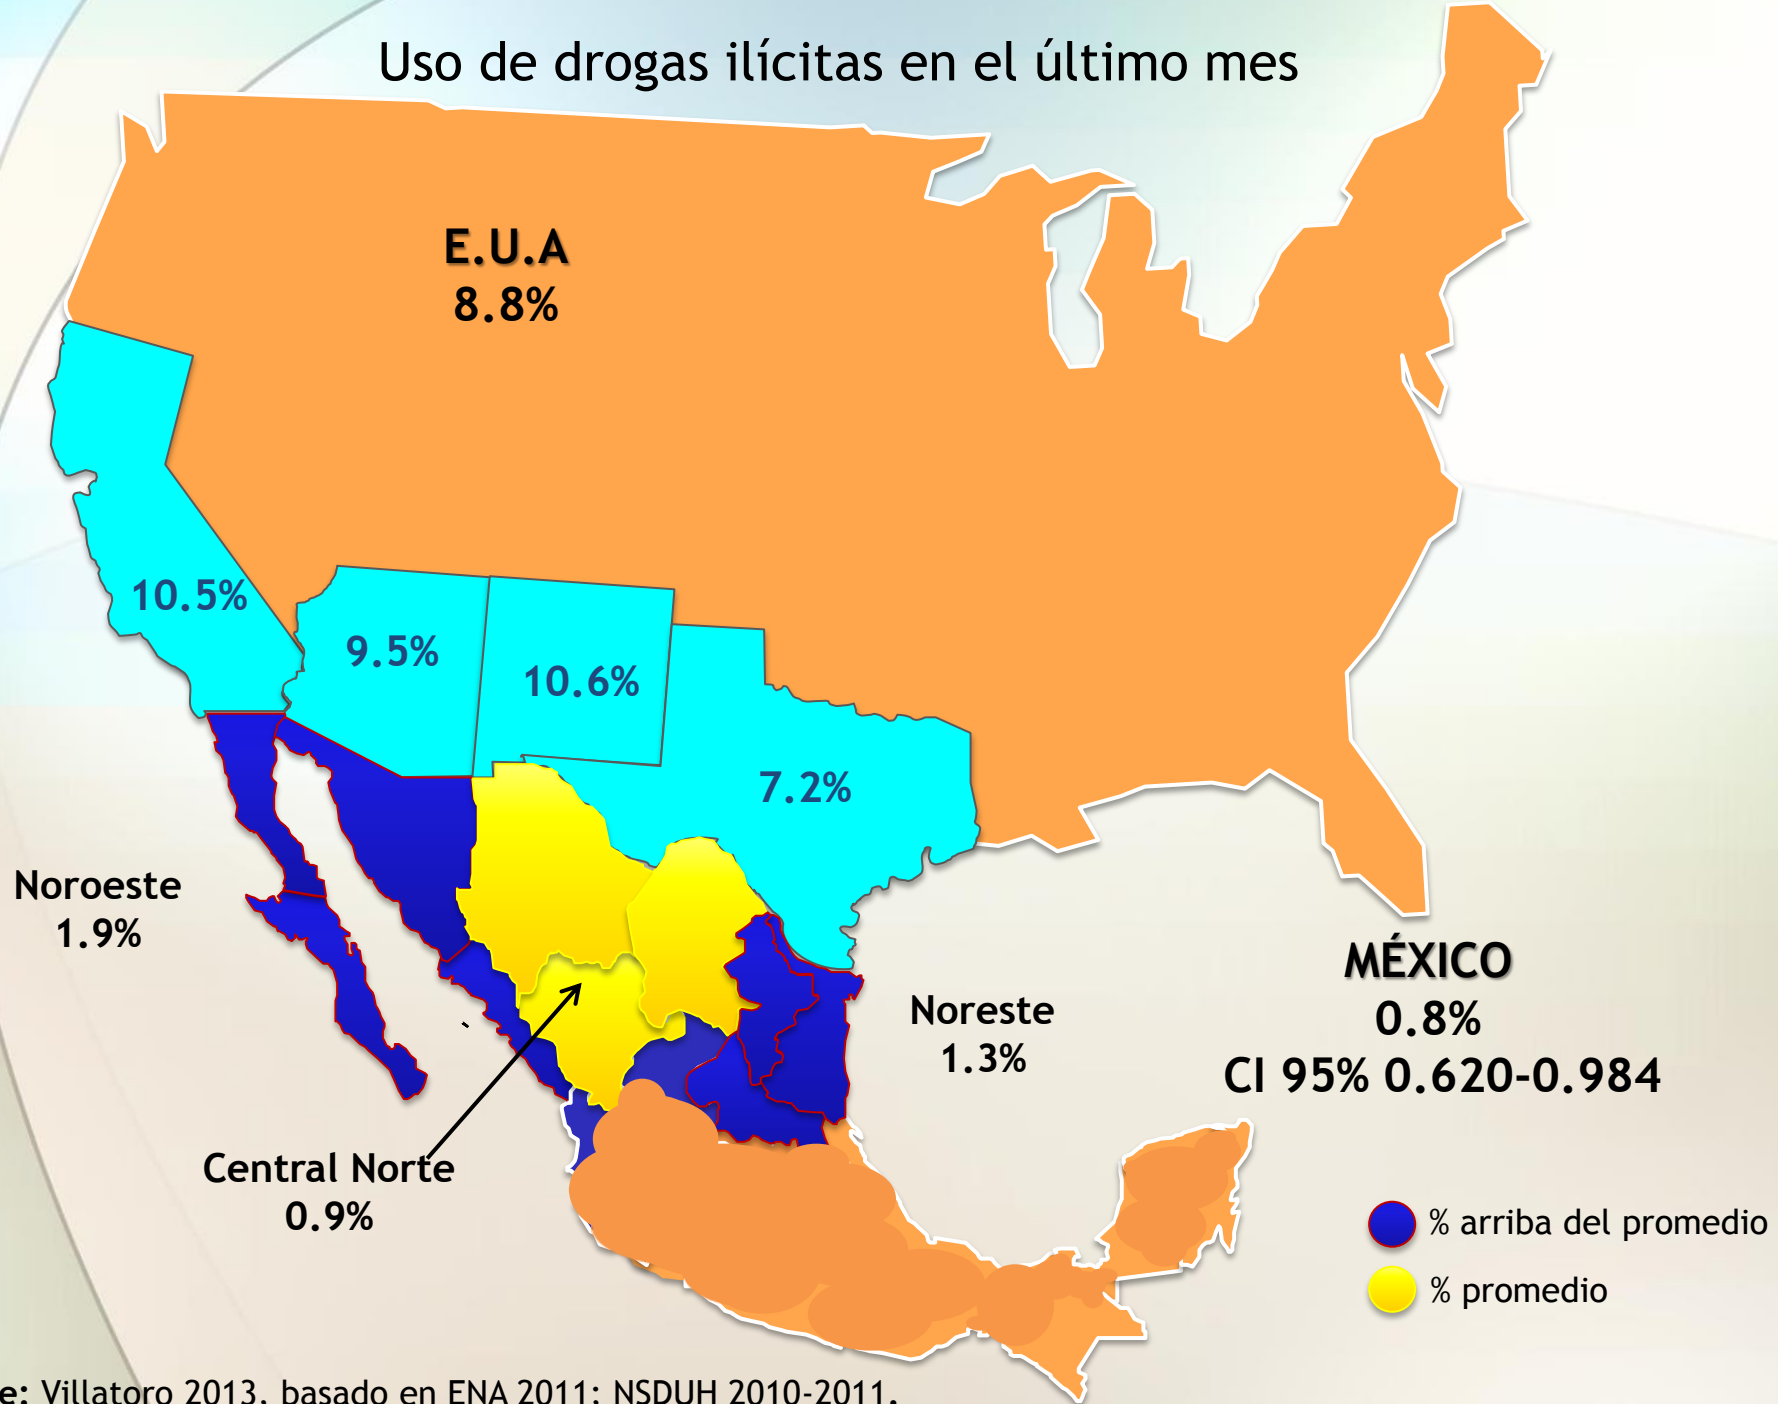 Uso de drogas ilícitas en el último mes
E.U.A
8.8%
10.5%
9.5%
10.6%
7.2%
Noroeste
1.9%
Noreste
1.3%
MÉXICO
0.8%
CI 95% 0.620-0.984
Central Norte
0.9%
% arriba del promedio
% promedio
e: Villatoro 2013, basado en ENA 2011; NSDUH 2010-2011.